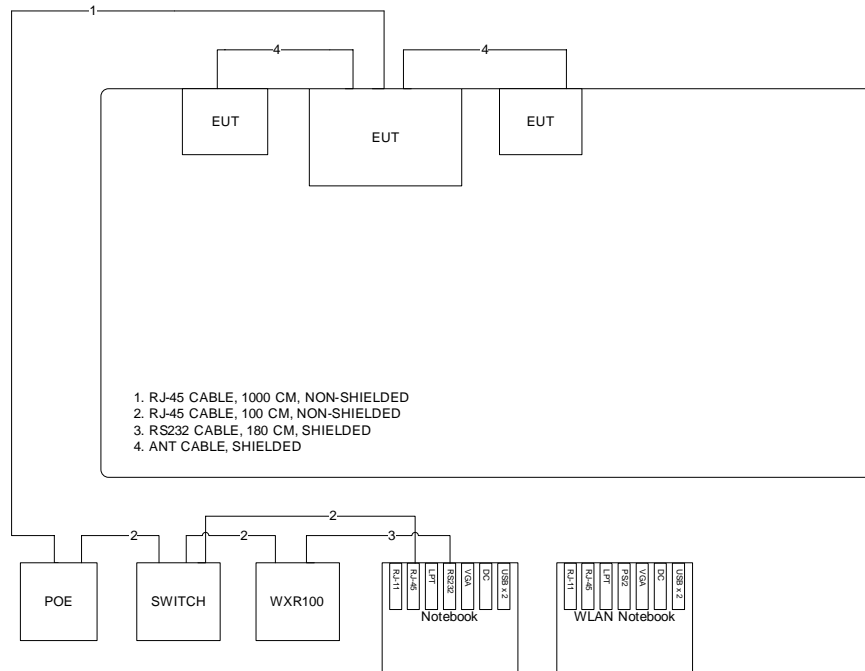 1
4
4
EUT
EUT
EUT
1. RJ-45 CABLE, 1000 CM, NON-SHIELDED
2. RJ-45 CABLE, 100 CM, NON-SHIELDED
3. RS232 CABLE, 180 CM, SHIELDED
4. ANT CABLE, SHIELDED
2
2
2
3
POE
SWITCH
WXR100
RJ-11
RJ-45
LPT
RS232
VGA
DC
USB x 2
Notebook
RJ-11
RJ-45
LPT
PS/2
VGA
DC
USB x 2
WLAN Notebook